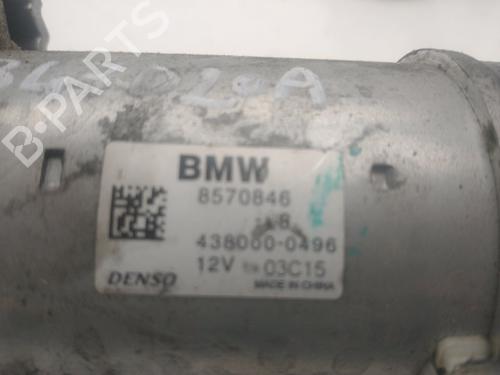 B-PARTS
BMW
8570846
438000-0496
12V 03C15
DENSO MADE IN CHINA